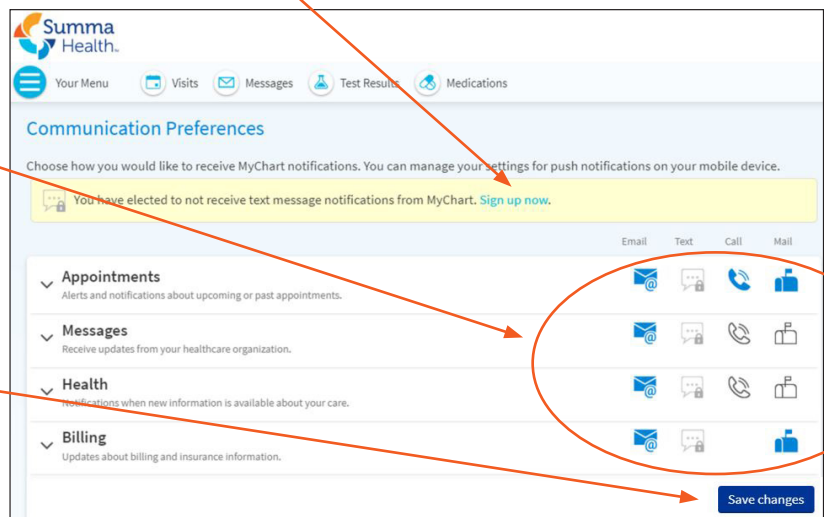 Summa
Health.
Your Menu Visits Messages Test Results Medications
Communication Preferences
Choose how you would like to receive MyChart notifications. You can manage your settings for push notifications on your mobile device.
You have elected to not receive text message notifications from MyChart. Sign up now.
Email Text Call Mail
Appointments
Alerts and notifications about upcoming or past appointments.
Messages
Receive updates from your healthcare organization.
Health
Notifications when new information is available about your care.
Billing
Updates about billing and insurance information.
Save changes